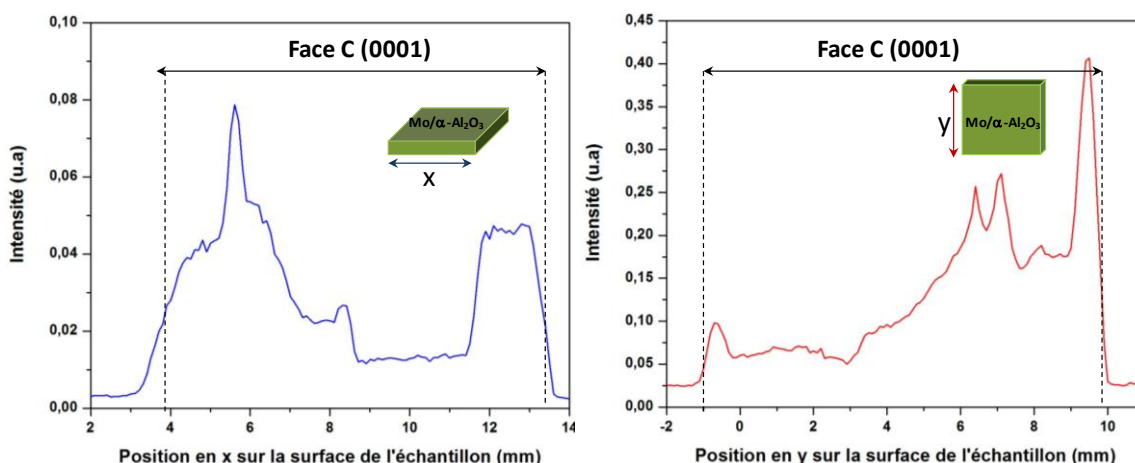 Face C (0001)
Mo/α-Al₂O₃
x
Intensité (u.a)
0,10
0,08
0,06
0,04
0,02
0,00
2 4 6 8 10 12 14
Position en x sur la surface de l'échantillon (mm)
Face C (0001)
Mo/α-Al₂O₃
y
Intensité (u.a)
0,45
0,40
0,35
0,30
0,25
0,20
0,15
0,10
0,05
0,00
-2 0 2 4 6 8 10
Position en y sur la surface de l'échantillon (mm)